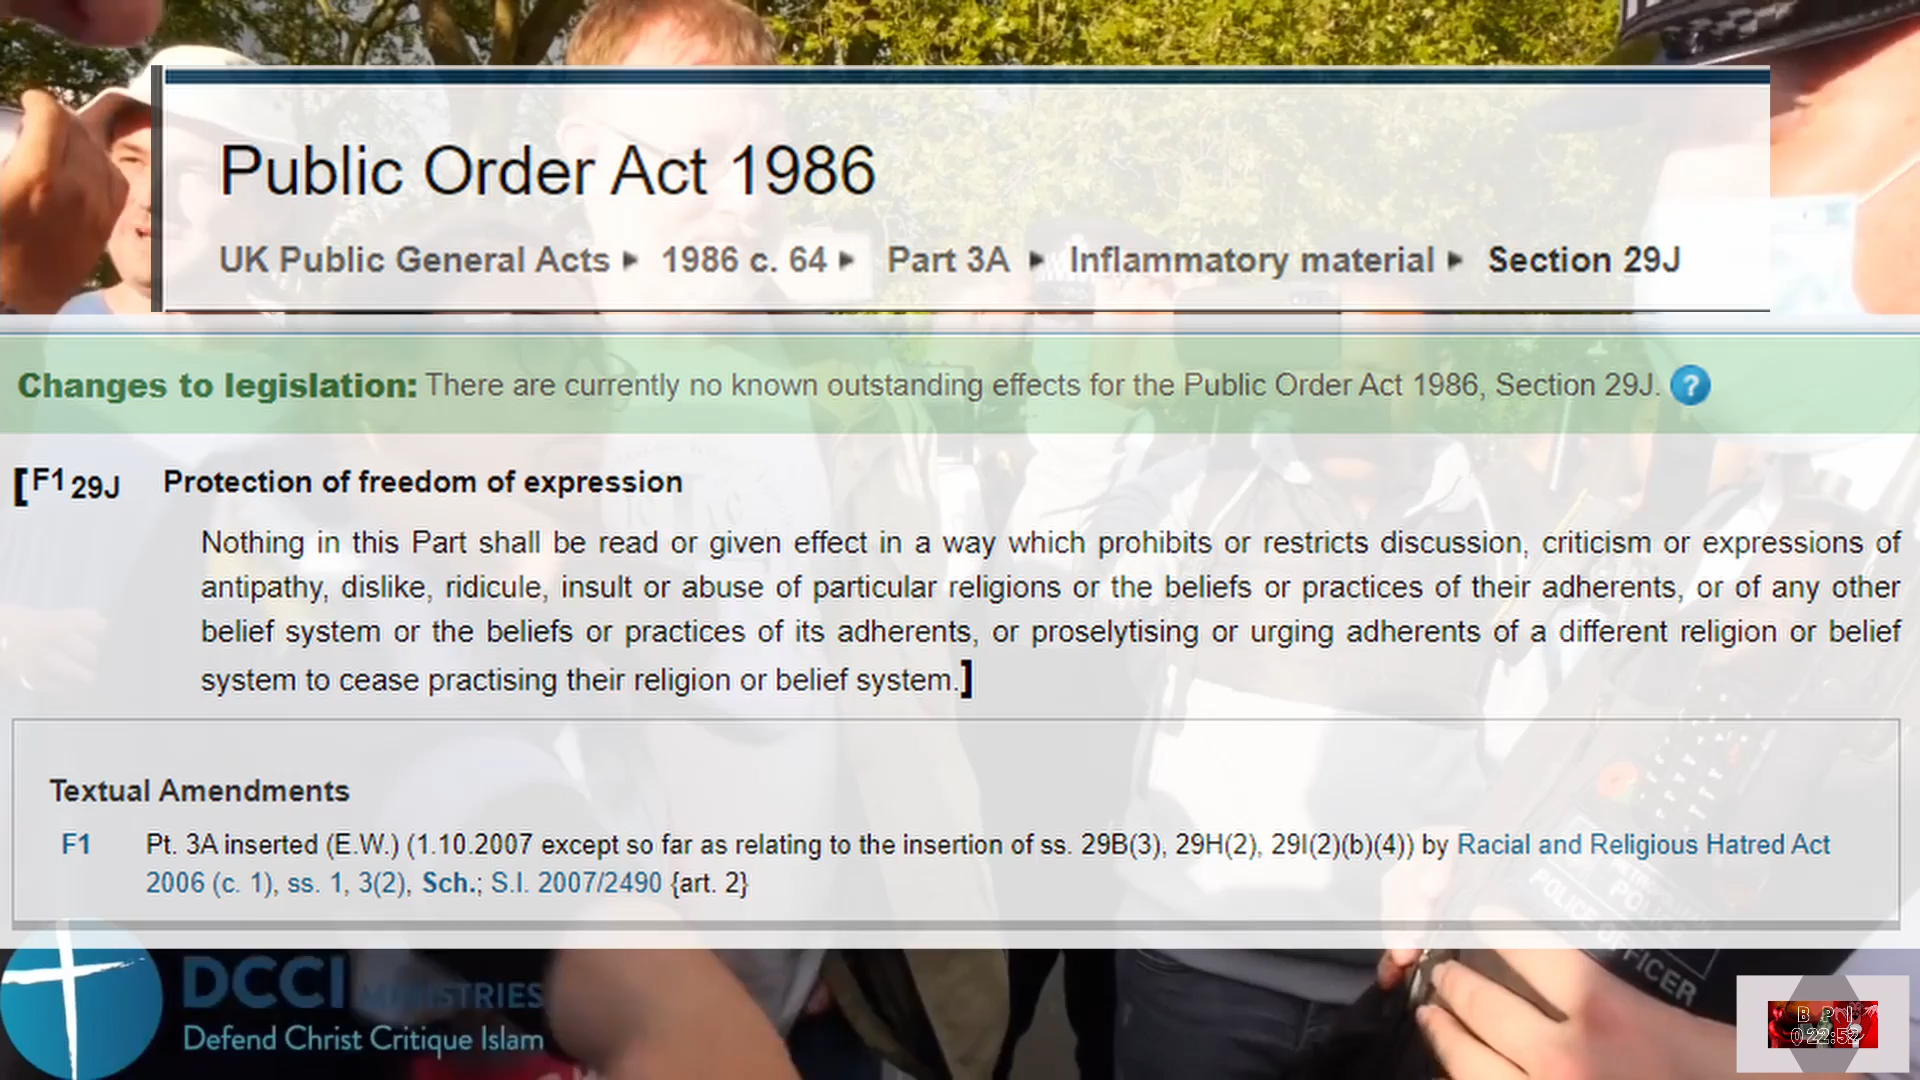 Public Order Act 1986
UK Public General Acts ▸ 1986 c. 64 ▸ Part 3A ▸ Inflammatory material ▸ Section 29J
Changes to legislation: There are currently no known outstanding effects for the Public Order Act 1986, Section 29J. ?
[F1 29J Protection of freedom of expression
Nothing in this Part shall be read or given effect in a way which prohibits or restricts discussion, criticism or expressions of
antipathy, dislike, ridicule, insult or abuse of particular religions or the beliefs or practices of their adherents, or of any other
belief system or the beliefs or practices of its adherents, or proselytising or urging adherents of a different religion or belief
system to cease practising their religion or belief system.]
Textual Amendments
F1 Pt. 3A inserted (E.W.) (1.10.2007 except so far as relating to the insertion of ss. 29B(3), 29H(2), 29I(2)(b)(4)) by Racial and Religious Hatred Act
2006 (c. 1), ss. 1, 3(2), Sch.; S.I. 2007/2490 {art. 2}
METROPOLITAN
POLICE
POLICE OFFICER
DCCI MINISTRIES
Defend Christ Critique Islam